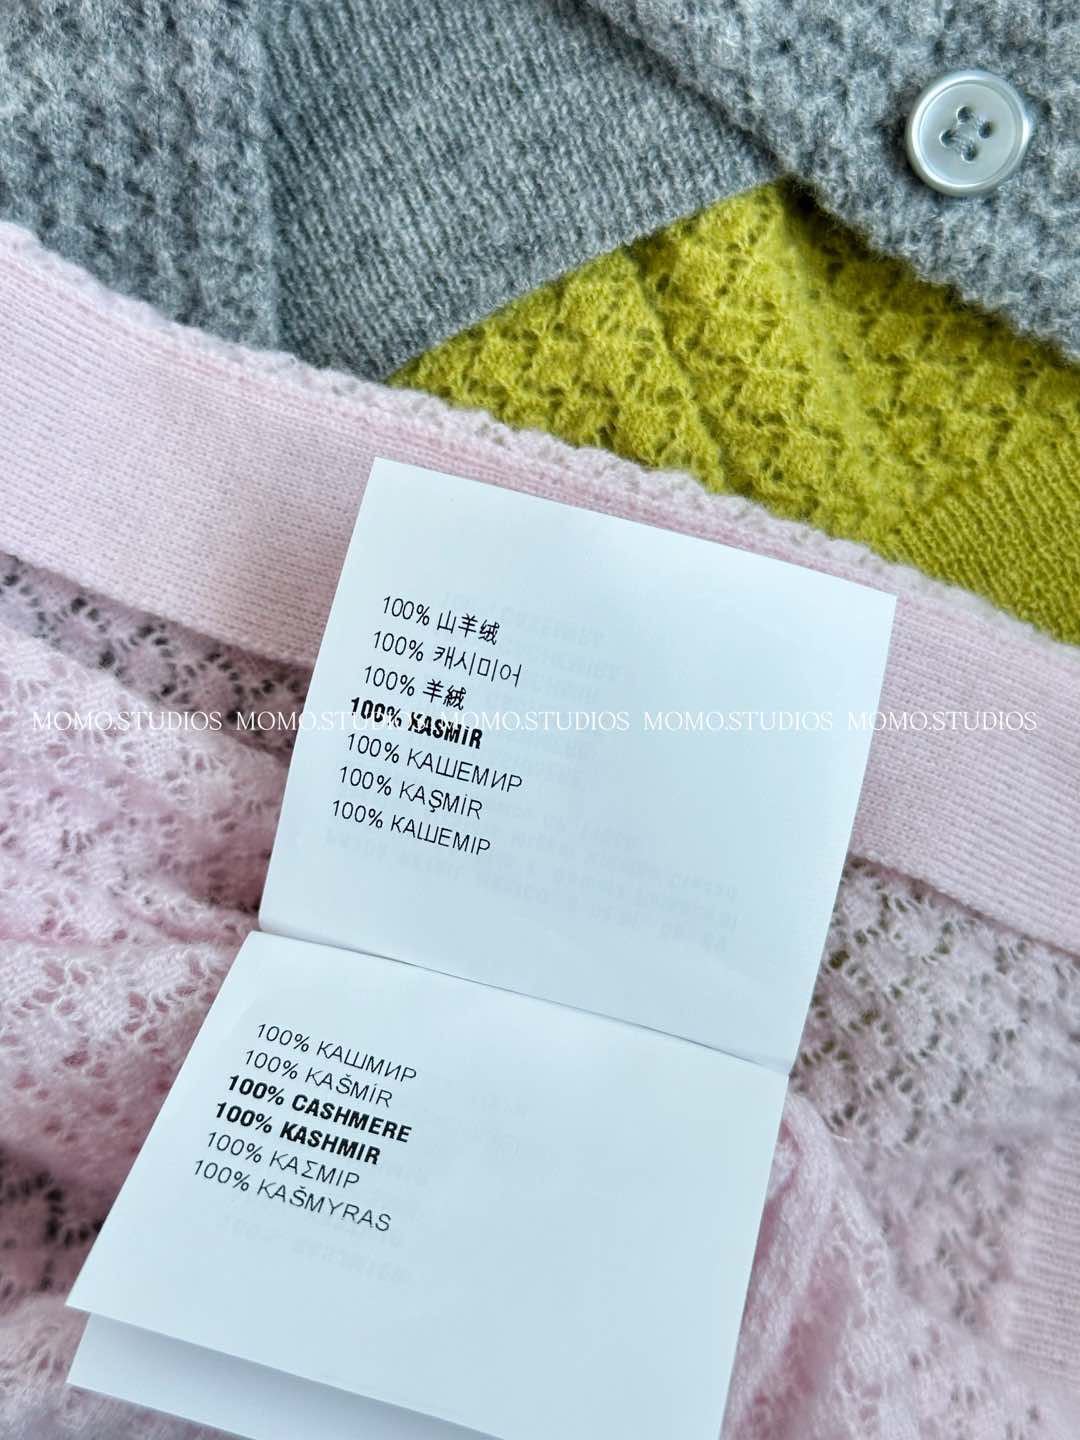 100% 山羊绒
100% 캐시미어
100% 羊絨
100% KASMİR
MOMO.STUDIOS MOMO.STUDIOS MOMO.STUDIOS MOMO.STUDIOS MOMO.STUDIOS
100% КАШЕМИР
100% KAŞMİR
100% КАШЕМІР
100% КАШМИР
100% KAŠMÍR
100% CASHMERE
100% KASHMIR
100% ΚΑΣΜΙΡ
100% KAŠMYRAS